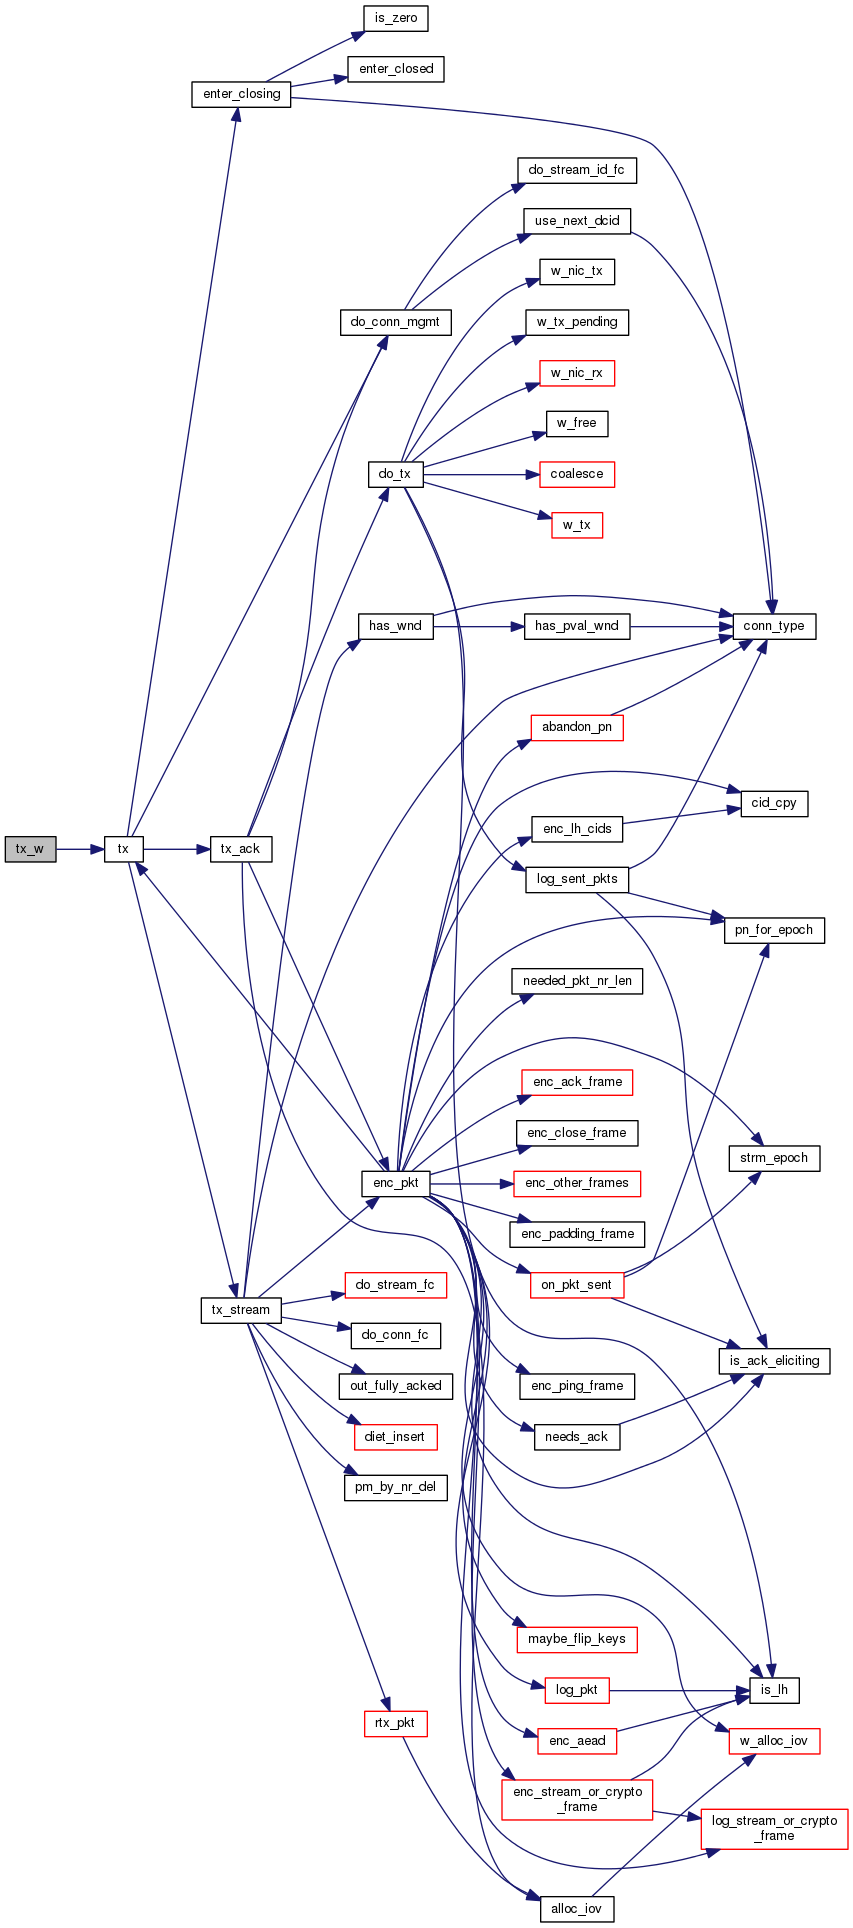 is_zero
enter_closed
enter_closing
do_stream_id_fc
use_next_dcid
w_nic_tx
do_conn_mgmt
w_tx_pending
w_nic_rx
w_free
do_tx
coalesce
w_tx
has_wnd
has_pval_wnd
conn_type
abandon_pn
cid_cpy
enc_lh_cids
tx_w
tx
tx_ack
log_sent_pkts
pn_for_epoch
needed_pkt_nr_len
enc_ack_frame
enc_close_frame
strm_epoch
enc_pkt
enc_other_frames
enc_padding_frame
on_pkt_sent
do_stream_fc
tx_stream
do_conn_fc
is_ack_eliciting
out_fully_acked
enc_ping_frame
diet_insert
needs_ack
pm_by_nr_del
maybe_flip_keys
log_pkt
is_lh
rtx_pkt
enc_aead
w_alloc_iov
enc_stream_or_crypto
_frame
log_stream_or_crypto
_frame
alloc_iov